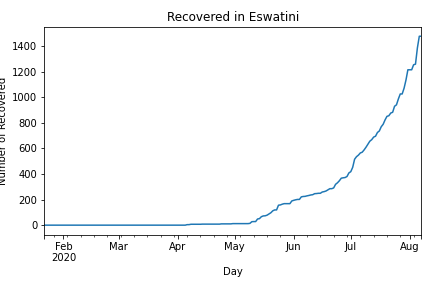 Recovered in Eswatini
Number of Recovered
1400
1200
1000
800
600
400
200
0
Feb
2020
Mar
Apr
May
Jun
Jul
Aug
Day